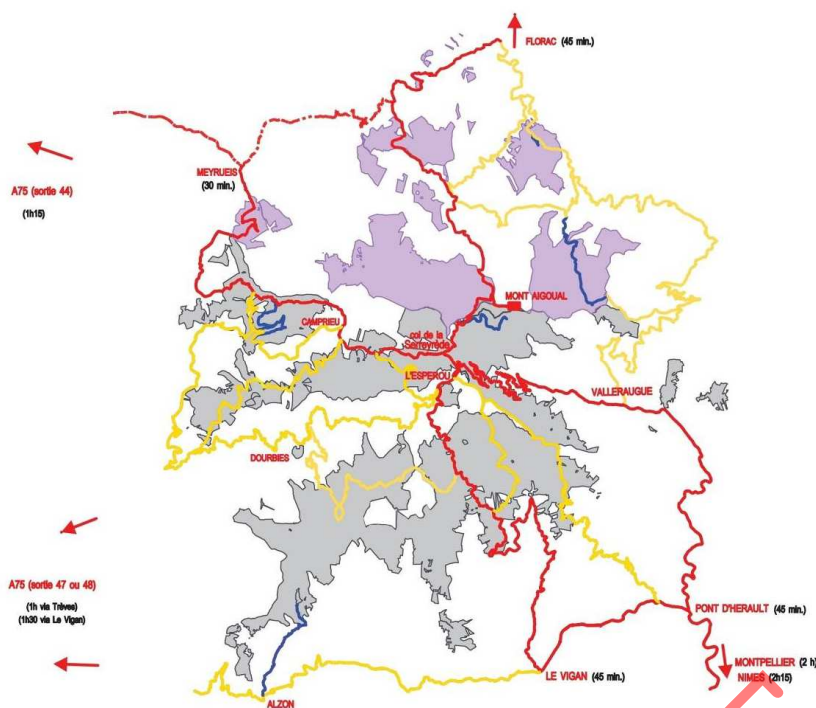 FLORAC (45 min.)
MEYRUEIS
(30 min.)
A75 (sortie 44)
(1h15)
MONT AIGOUAL
CAMPRIEU
col de la
Serreyrède
L'ESPEROU
VALLERAUGUE
DOURBIES
A75 (sortie 47 ou 48)
(1h via Trèves)
(1h30 via Le Vigan)
PONT D'HERAULT (45 min.)
LE VIGAN (45 min.)
MONTPELLIER (2 h)
NIMES (2h15)
ALZON